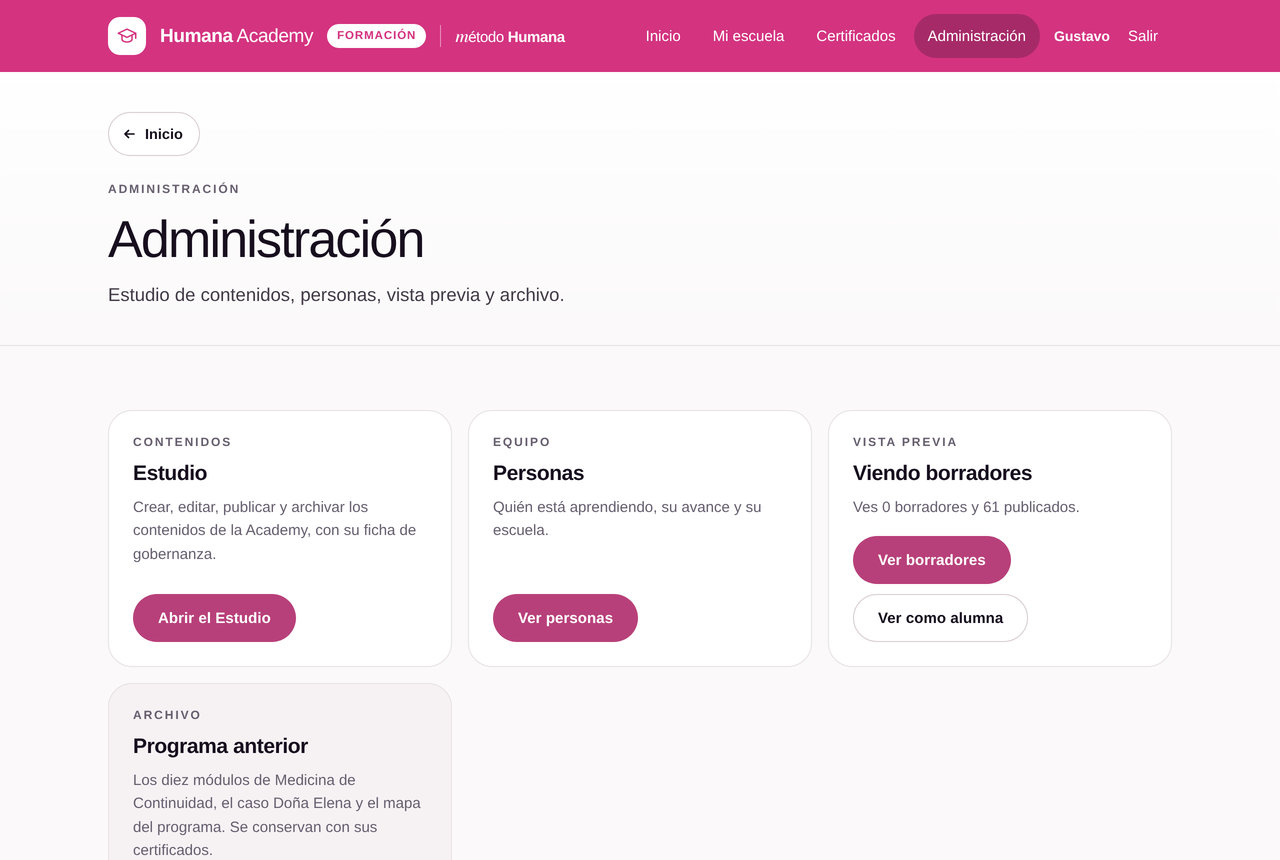 Humana Academy FORMACIÓN método Humana Inicio Mi escuela Certificados Administración Gustavo Salir
← Inicio
ADMINISTRACIÓN
Administración
Estudio de contenidos, personas, vista previa y archivo.
CONTENIDOS
Estudio
Crear, editar, publicar y archivar los
contenidos de la Academy, con su ficha de
gobernanza.
Abrir el Estudio
EQUIPO
Personas
Quién está aprendiendo, su avance y su
escuela.
Ver personas
VISTA PREVIA
Viendo borradores
Ves 0 borradores y 61 publicados.
Ver borradores
Ver como alumna
ARCHIVO
Programa anterior
Los diez módulos de Medicina de
Continuidad, el caso Doña Elena y el mapa
del programa. Se conservan con sus
certificados.